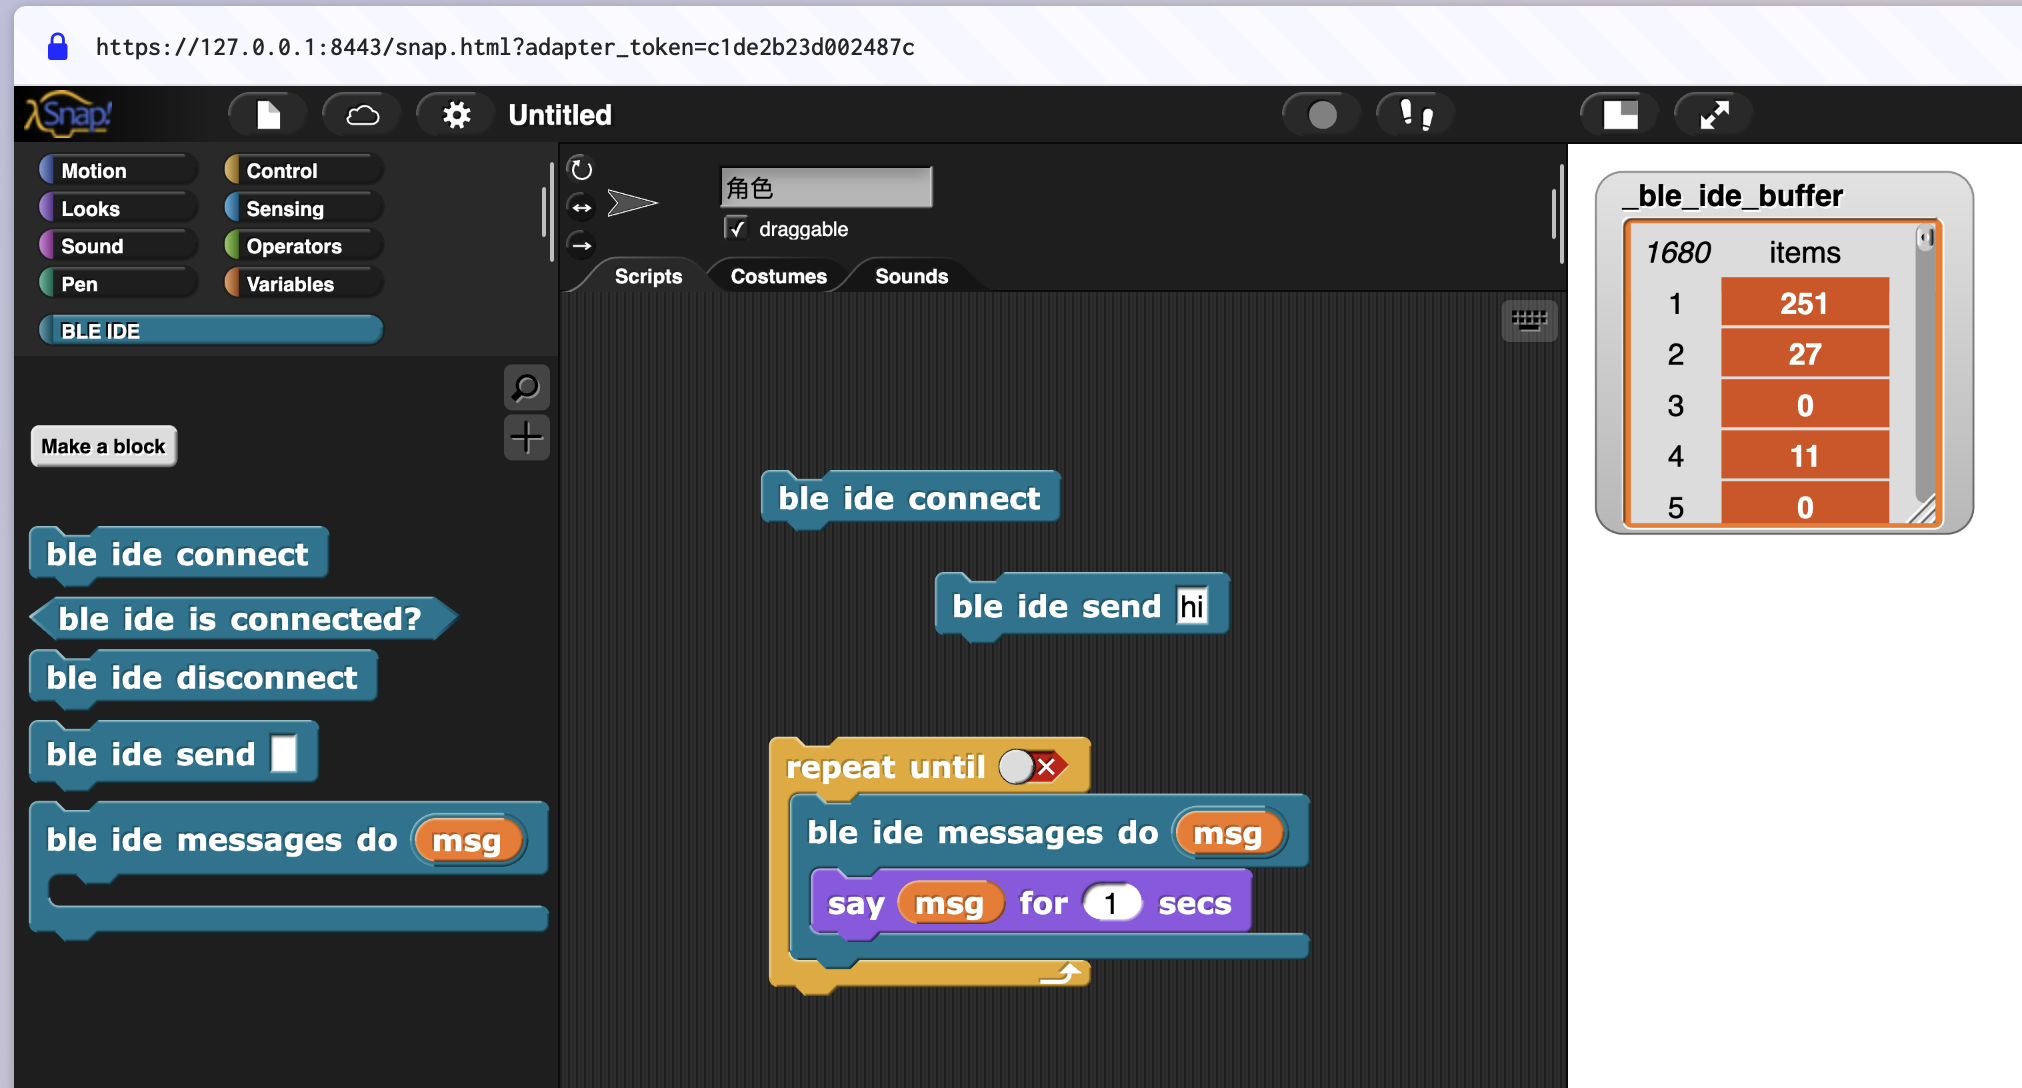 https://127.0.0.1:8443/snap.html?adapter_token=c1de2b23d002487c
λSnap!
Untitled
Motion
Control
Looks
Sensing
Sound
Operators
Pen
Variables
BLE IDE
Make a block
ble ide connect
ble ide is connected?
ble ide disconnect
ble ide send
ble ide messages do msg
角色
draggable
Scripts
Costumes
Sounds
ble ide connect
ble ide send hi
repeat until
ble ide messages do msg
say msg for 1 secs
_ble_ide_buffer
1680 items
1 251
2 27
3 0
4 11
5 0